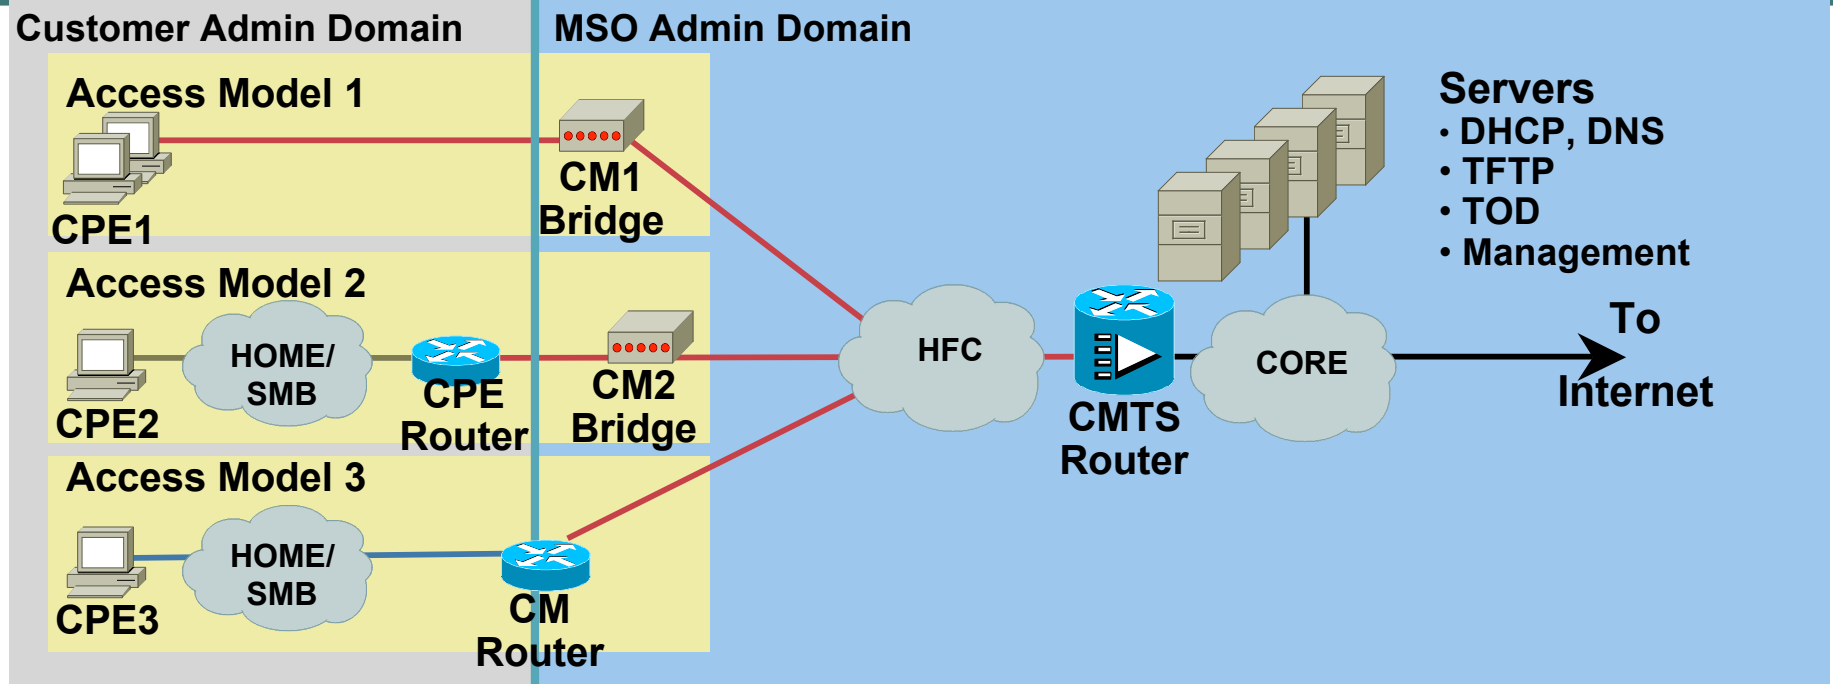 Customer Admin Domain
MSO Admin Domain
Access Model 1
CPE1
CM1
Bridge
Access Model 2
HOME/
SMB
CPE2
CPE
Router
CM2
Bridge
Access Model 3
HOME/
SMB
CPE3
CM
Router
HFC
CMTS
Router
CORE
Servers
• DHCP, DNS
• TFTP
• TOD
• Management
To
Internet